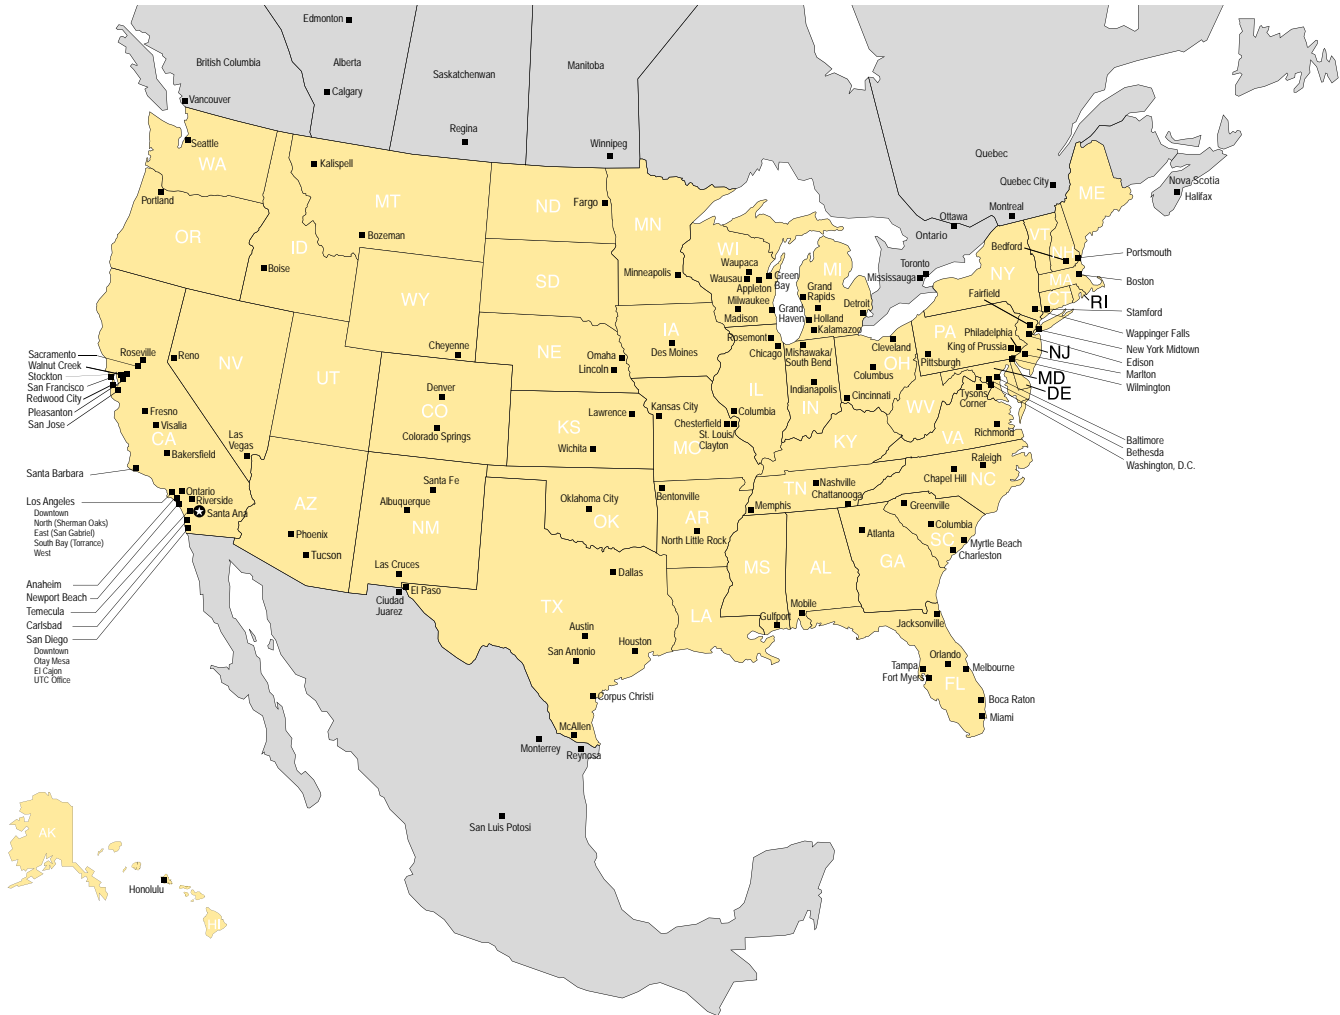 Edmonton
British Columbia
Alberta
Saskatchewan
Manitoba
Calgary
Vancouver
Regina
Winnipeg
Quebec
Quebec City
Nova Scotia
Halifax
Montreal
Ottawa
Ontario
Toronto
Mississauga
Seattle
WA
Kalispell
MT
ND
Fargo
MN
ME
Portland
OR
ID
Bozeman
Boise
WY
SD
Minneapolis
WI
Waupaca
Wausau
Appleton
Green
Bay
Milwaukee
Madison
MI
Grand
Rapids
Detroit
Grand
Haven
Holland
Kalamazoo
VT
NH
Bedford
NY
MA
CT
Fairfield
Portsmouth
Boston
RI
Stamford
Wappinger Falls
New York Midtown
Edison
Marlton
Wilmington
NJ
MD
DE
PA
Philadelphia
King of Prussia
Pittsburgh
Sacramento
Walnut Creek
Stockton
San Francisco
Redwood City
Pleasanton
San Jose
Roseville
Reno
NV
UT
Cheyenne
NE
Omaha
Lincoln
IA
Des Moines
Rosemont
Chicago
Mishawaka/
South Bend
Cleveland
OH
Columbus
Indianapolis
IN
Cincinnati
IL
Denver
CO
Colorado Springs
KS
Lawrence
Wichita
Kansas City
Columbia
Chesterfield
St. Louis/
Clayton
MO
KY
WV
Tysons
Corner
VA
Richmond
Baltimore
Bethesda
Washington, D.C.
Fresno
Visalia
CA
Bakersfield
Las
Vegas
Santa Barbara
Los Angeles
Downtown
North (Sherman Oaks)
East (San Gabriel)
South Bay (Torrance)
West
Ontario
Riverside
Santa Ana
Anaheim
Newport Beach
Temecula
Carlsbad
San Diego
Downtown
Otay Mesa
El Cajon
UTC Office
AZ
Phoenix
Tucson
Santa Fe
Albuquerque
NM
Las Cruces
El Paso
Ciudad
Juarez
Oklahoma City
OK
Bentonville
AR
North Little Rock
TN
Nashville
Chattanooga
Memphis
Raleigh
Chapel Hill
NC
Greenville
Columbia
SC
Myrtle Beach
Charleston
Atlanta
GA
MS
AL
LA
Mobile
Gulfport
Jacksonville
Dallas
TX
Austin
San Antonio
Houston
Corpus Christi
McAllen
Reynosa
Monterrey
San Luis Potosi
Orlando
Tampa
Fort Myers
Melbourne
FL
Boca Raton
Miami
AK
Honolulu
HI